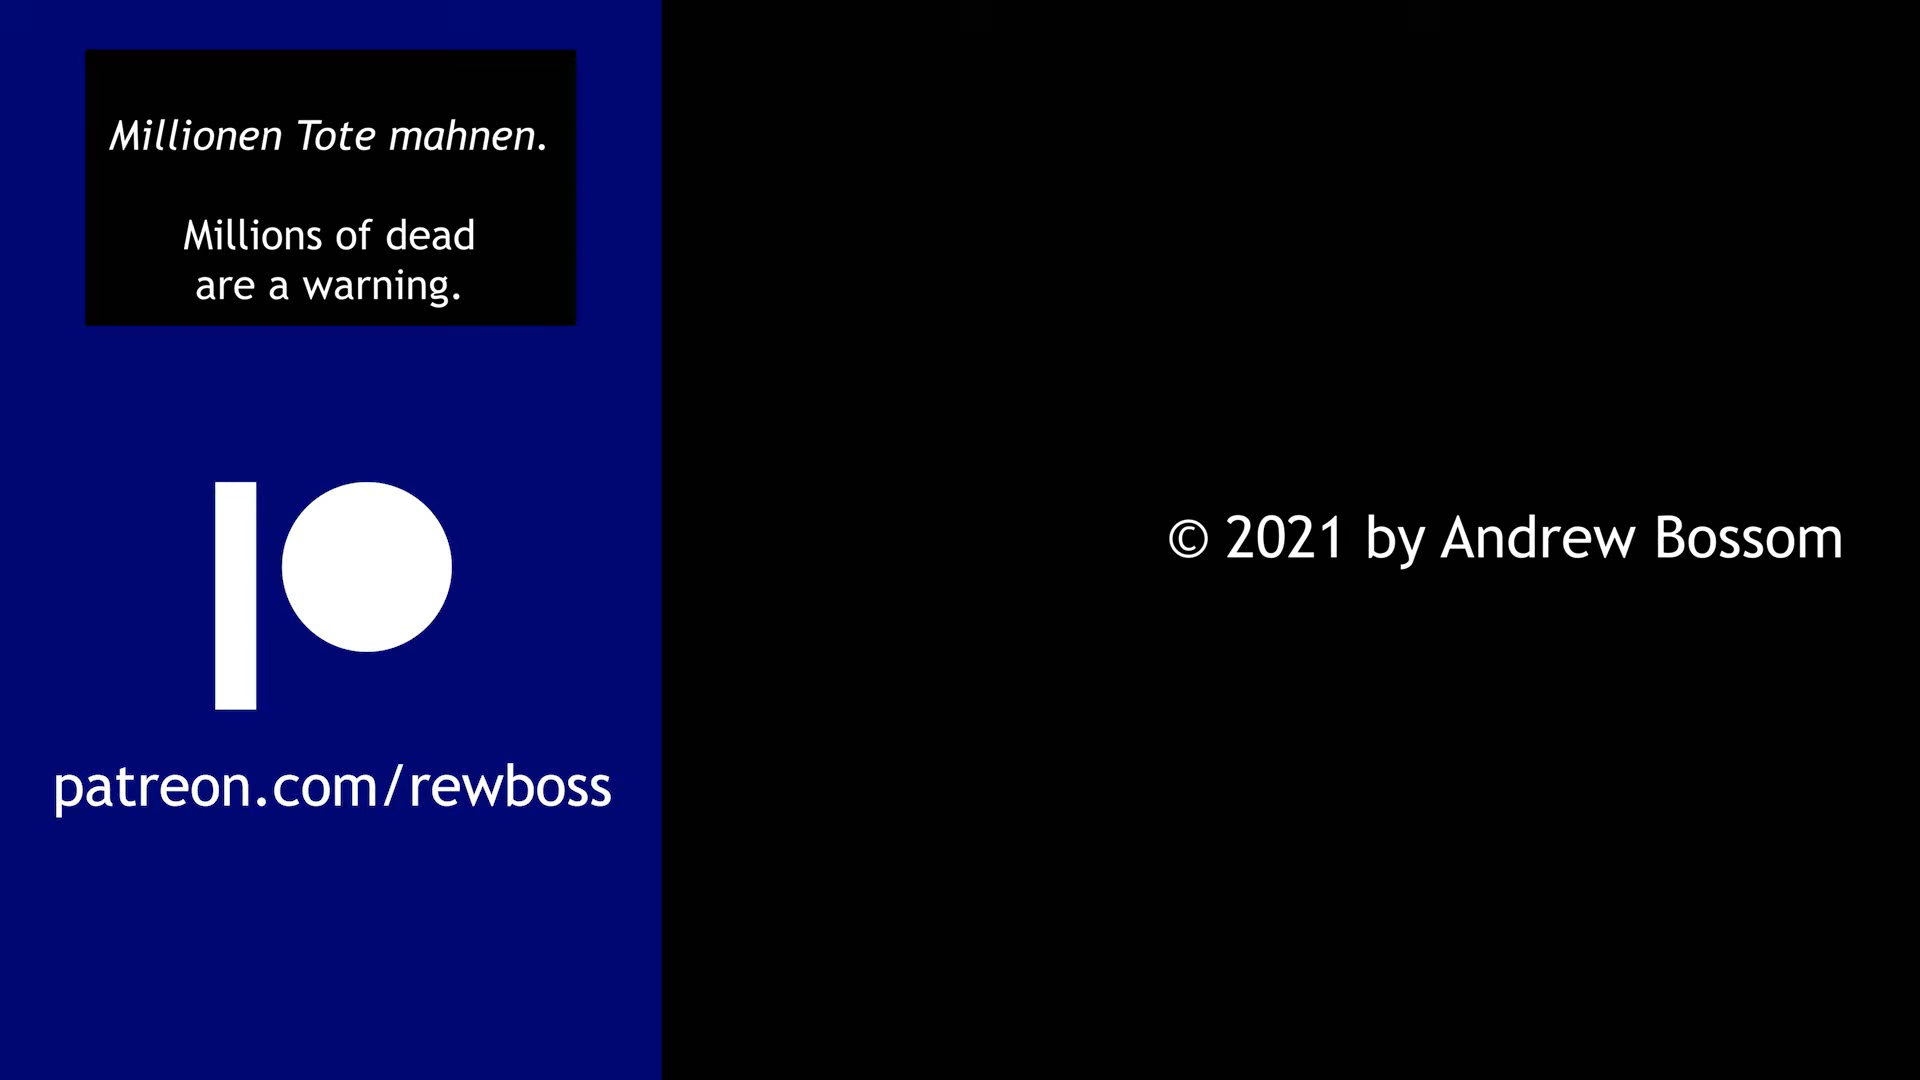 Millionen Tote mahnen.
Millions of dead
are a warning.
patreon.com/rewboss
© 2021 by Andrew Bossom